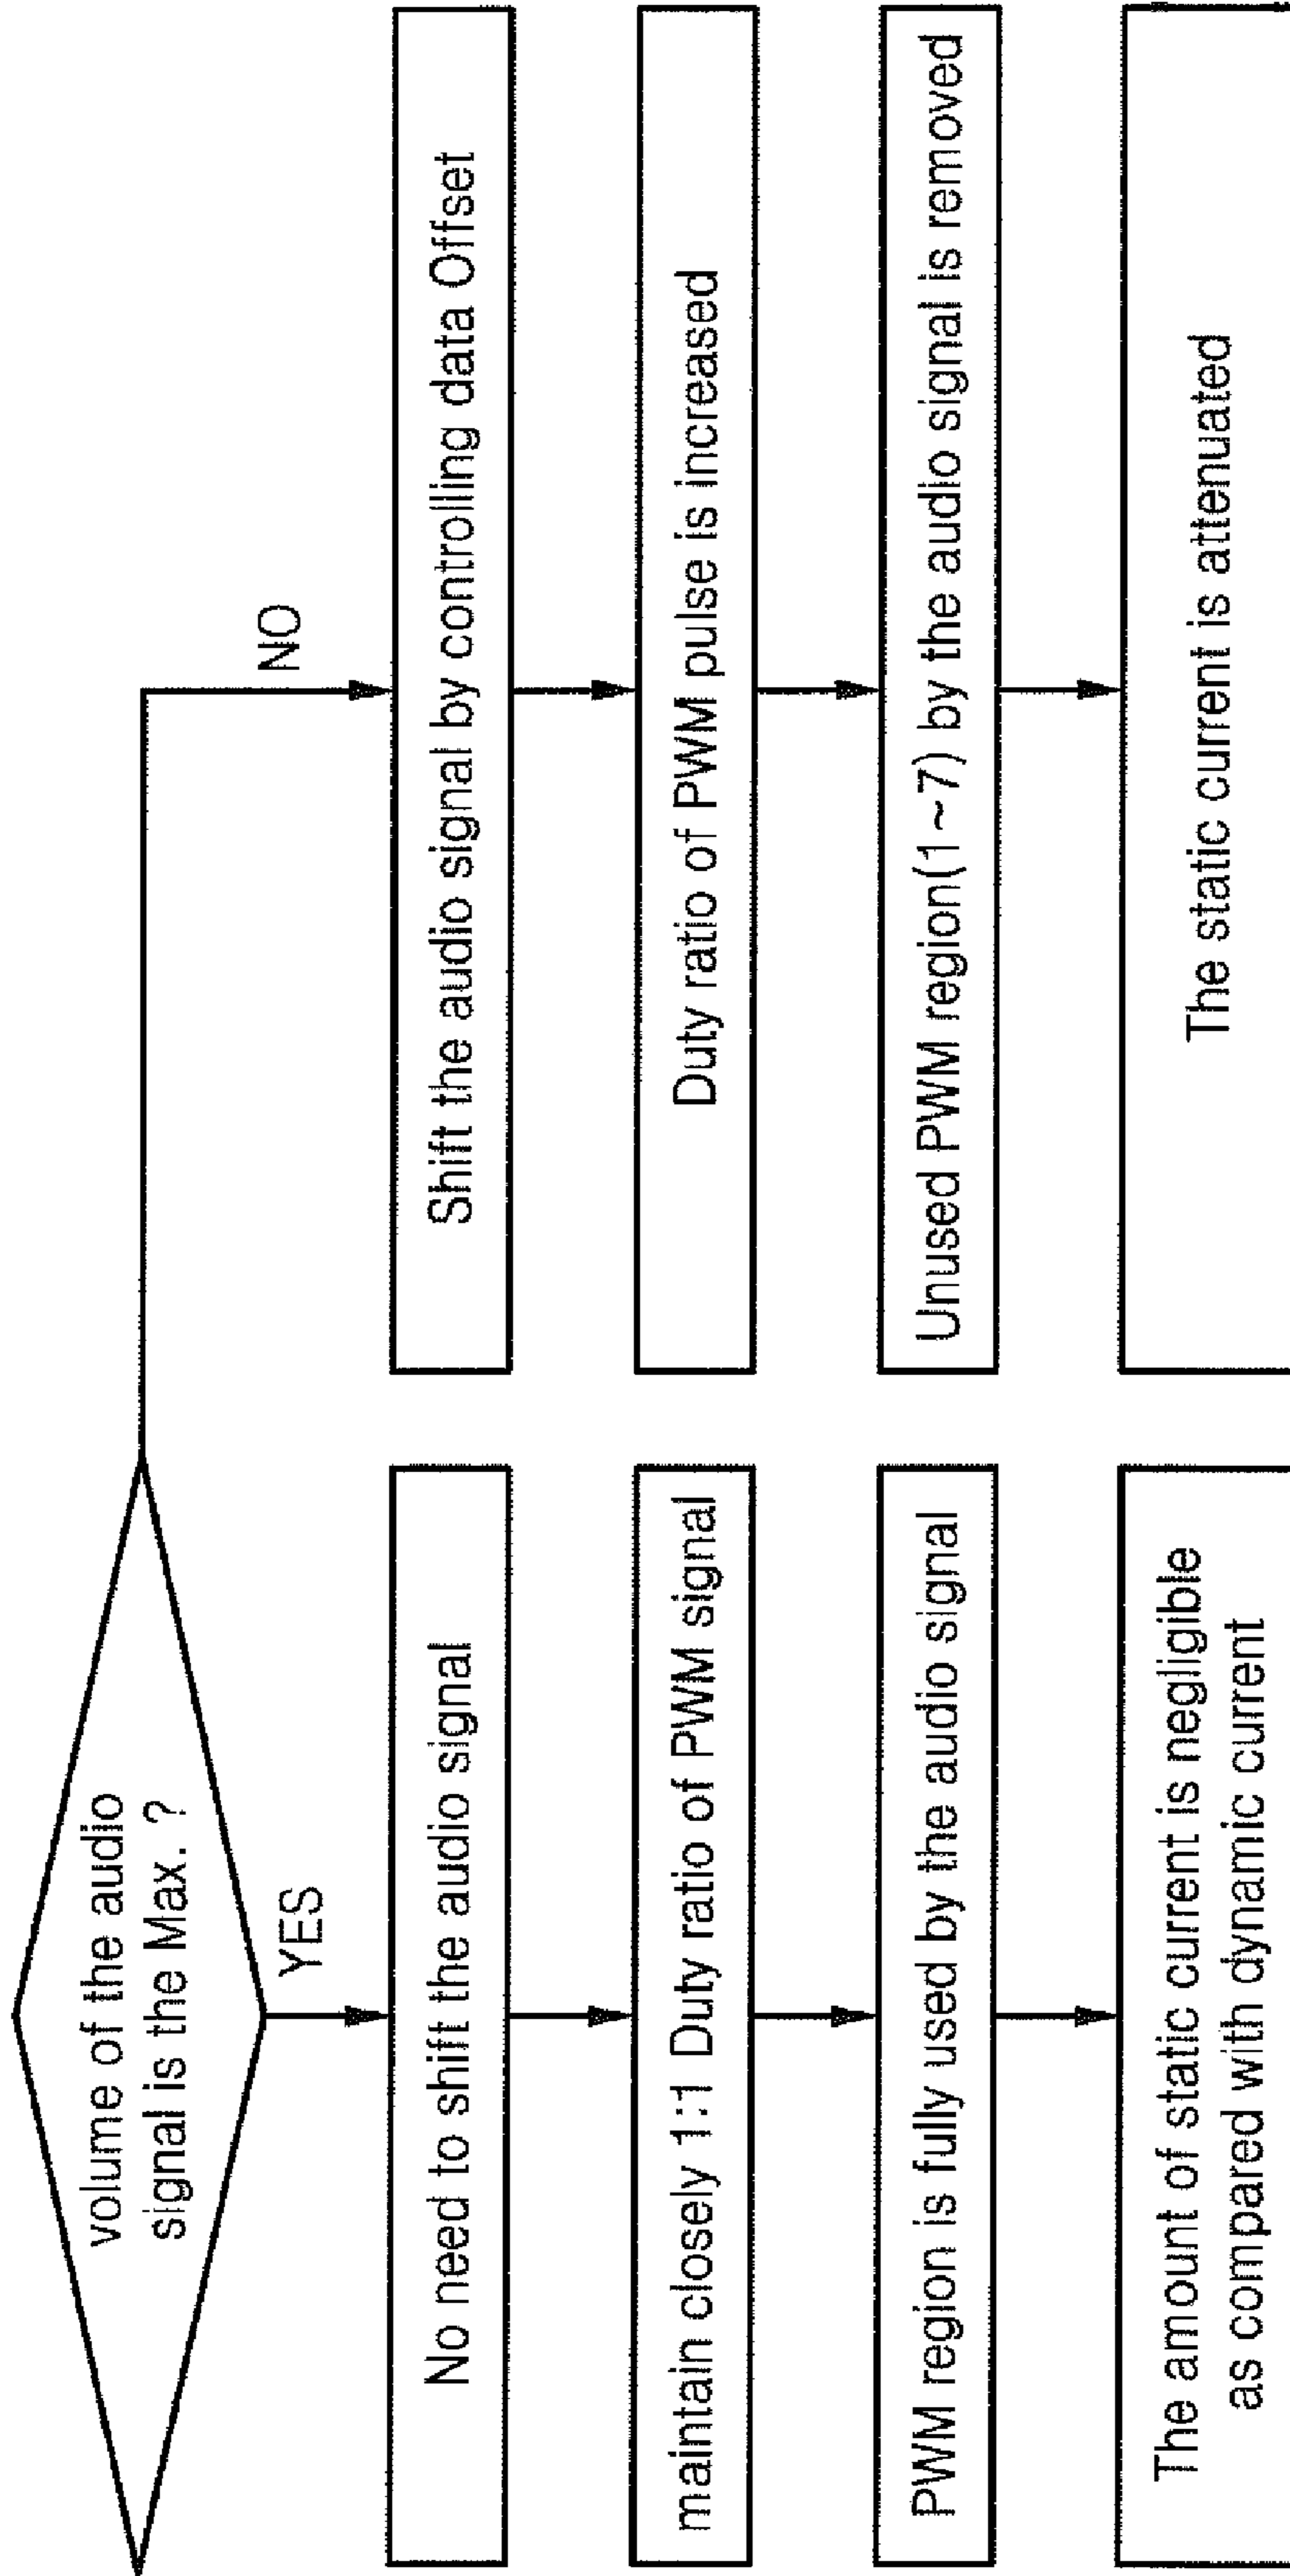 volume of the audio
signal is the Max. ?
YES
NO
No need to shift the audio signal
maintain closely 1:1 Duty ratio of PWM signal
PWM region is fully used by the audio signal
The amount of static current is negligible
as compared with dynamic current
Shift the audio signal by controlling data Offset
Duty ratio of PWM pulse is increased
Unused PWM region(1~7) by the audio signal is removed
The static current is attenuated